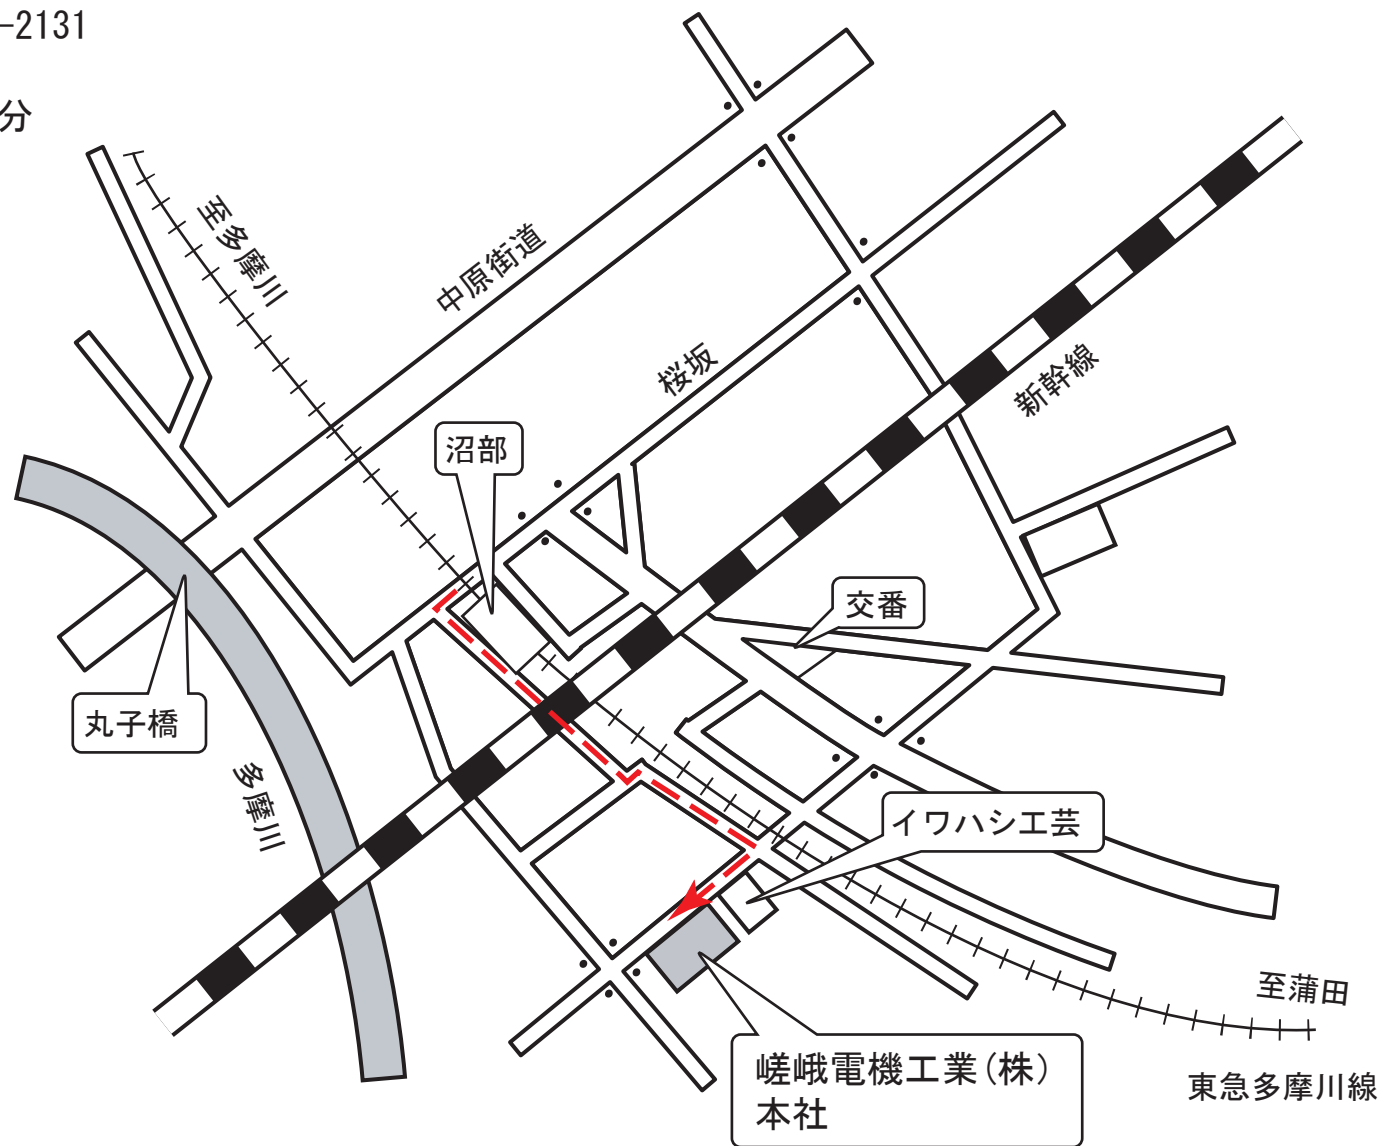 -2131
分
至多摩川
中原街道
桜坂
新幹線
沼部
交番
丸子橋
多摩川
イワハシ工芸
至蒲田
嵯峨電機工業(株)
本社
東急多摩川線